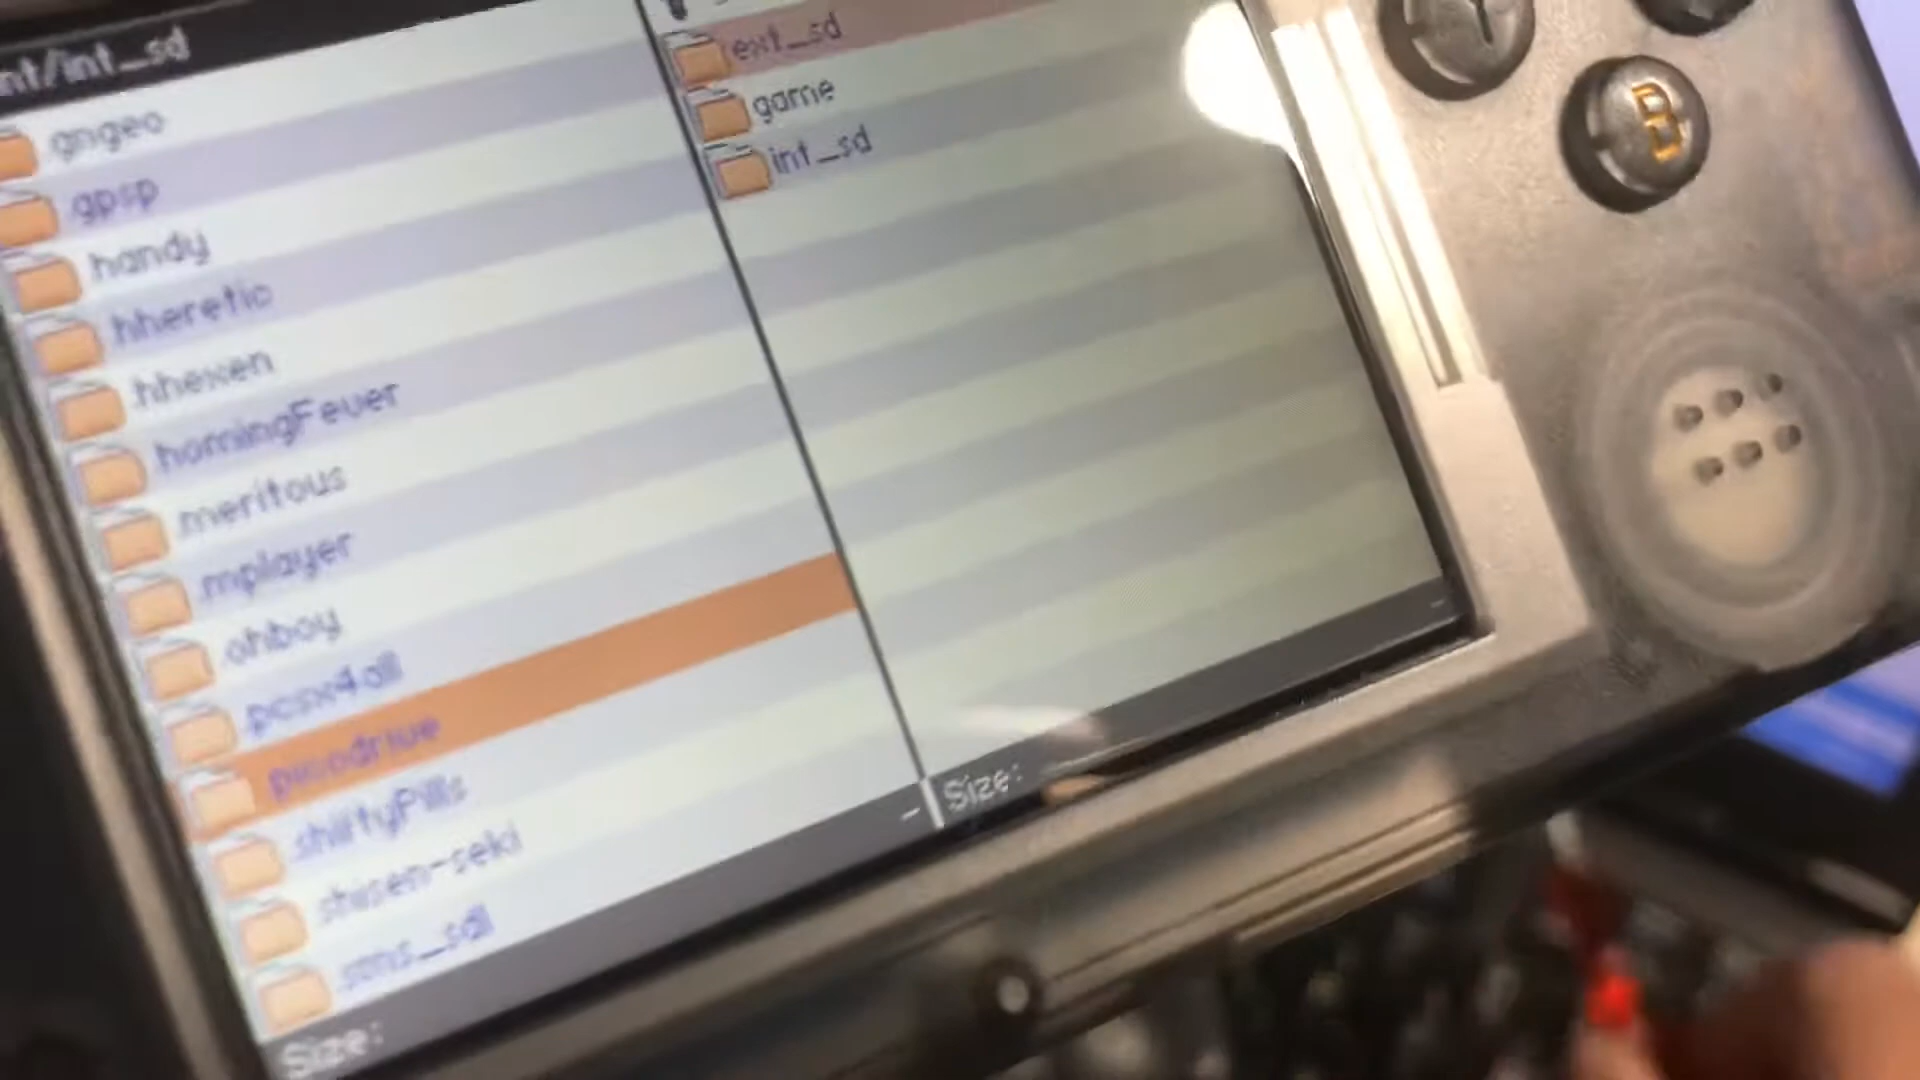 nt/int_sd
.gngeo
.gpsp
.handy
.hheretic
.hhexen
.homingFever
.meritous
.mplayer
.ohboy
.pcsx4all
.picodrive
.shiftyPills
.shisen-seki
.sms_sdl
Size:
ext_sd
game
int_sd
Size:
Y
B